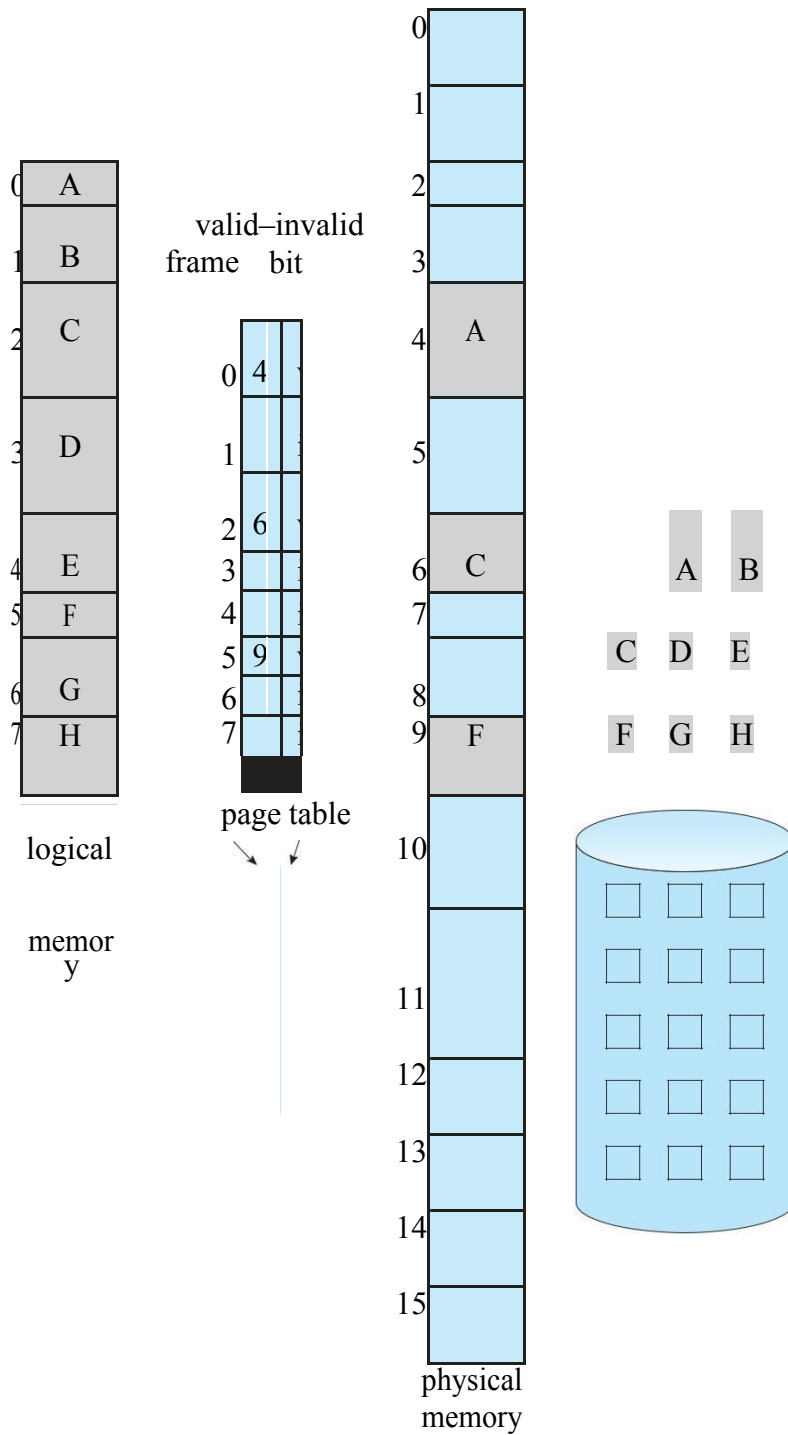 0 A
1 B
2 C
3 D
4 E
5 F
6 G
7 H
logical
memor
y
valid–invalid
frame bit
0 4
1
2 6
3
4
5 9
6
7
page table
0
1
2
3
4 A
5
6 C
7
8
9 F
10
11
12
13
14
15
physical
memory
A B
C D E
F G H